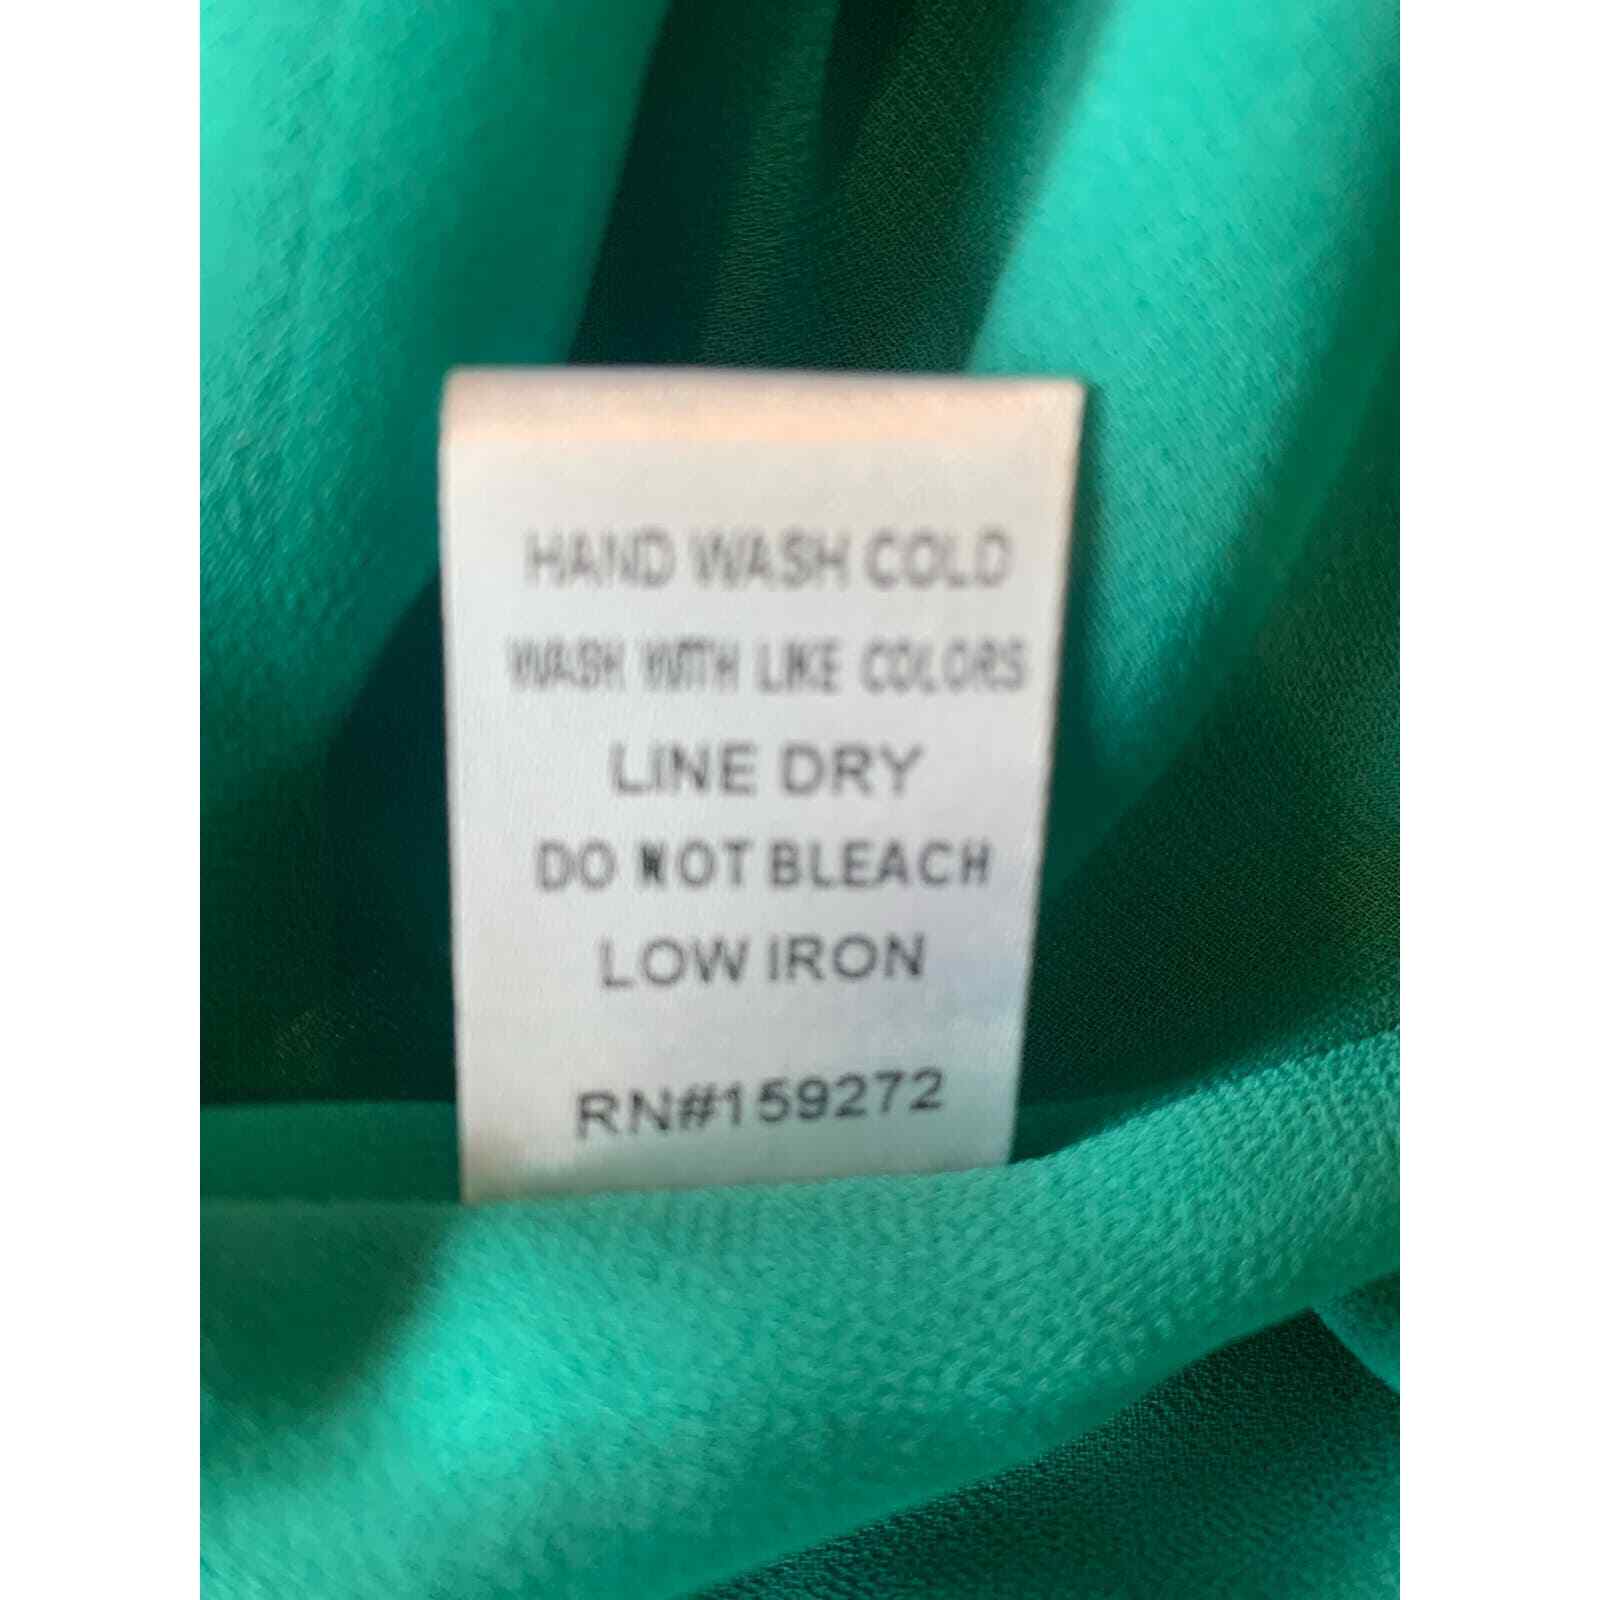 HAND WASH COLD
WASH WITH LIKE COLORS
LINE DRY
DO NOT BLEACH
LOW IRON
RN#159272